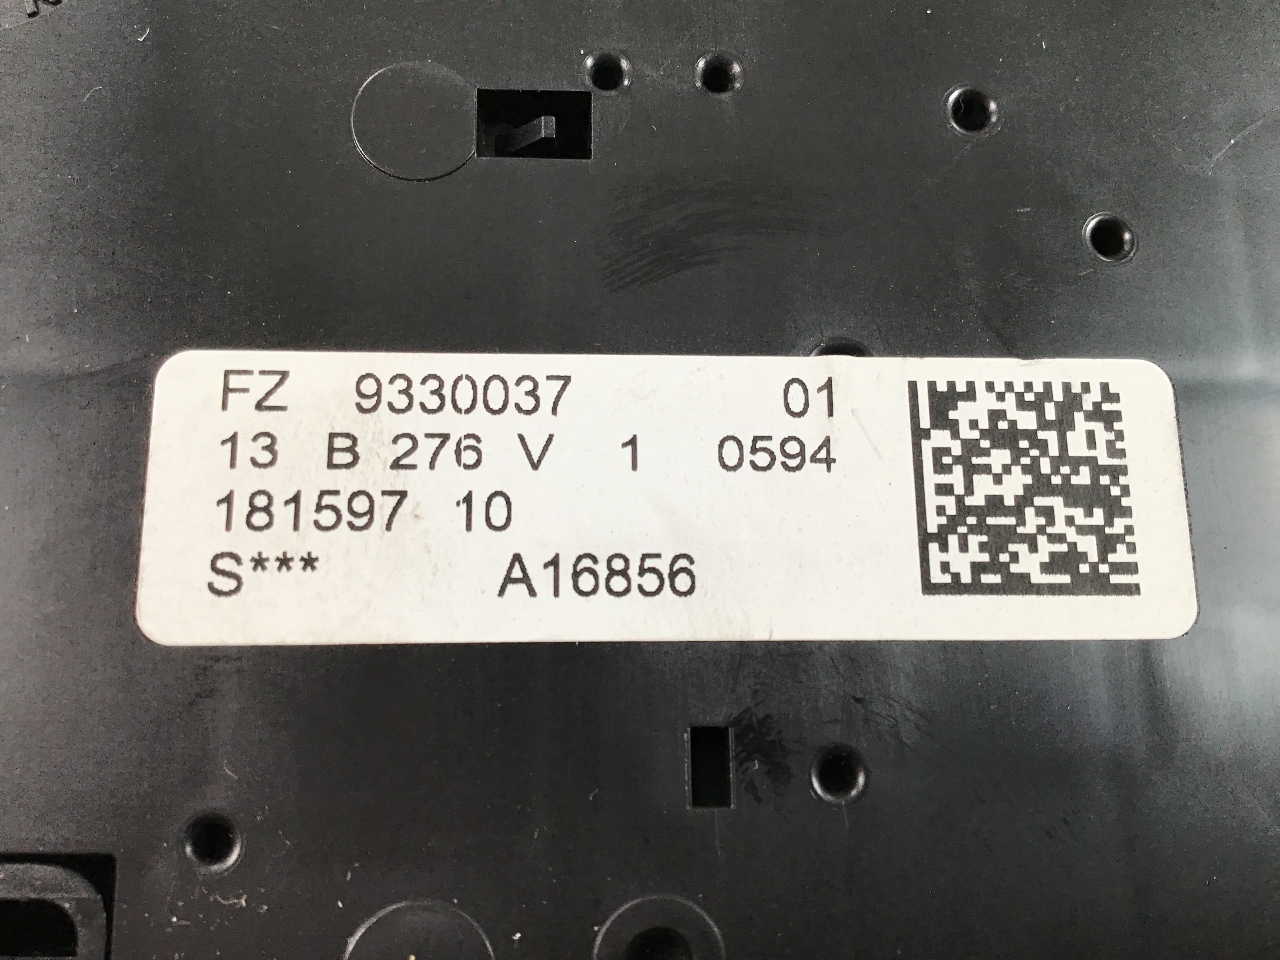 FZ 9330037 01
13 B 276 V 1 0594
181597 10
S*** A16856